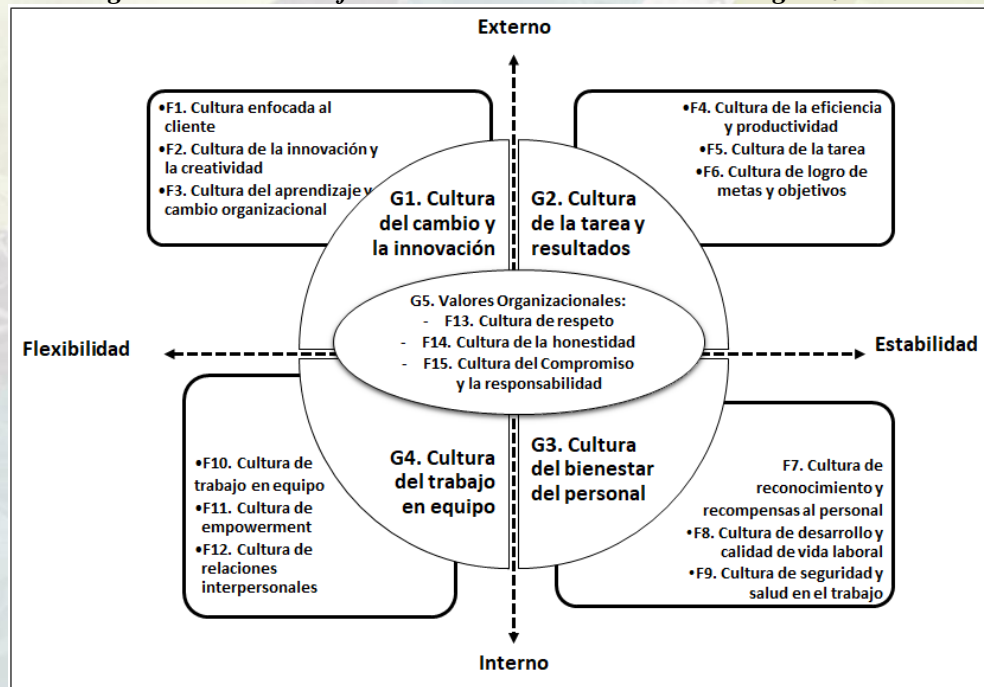 Externo
•F1. Cultura enfocada al
cliente
•F2. Cultura de la innovación y
la creatividad
•F3. Cultura del aprendizaje y
cambio organizacional
•F4. Cultura de la eficiencia
y productividad
•F5. Cultura de la tarea
•F6. Cultura de logro de
metas y objetivos
G1. Cultura
del cambio y
la innovación
G2. Cultura
de la tarea y
resultados
G5. Valores Organizacionales:
- F13. Cultura de respeto
- F14. Cultura de la honestidad
- F15. Cultura del Compromiso
y la responsabilidad
Flexibilidad
Estabilidad
G4. Cultura
del trabajo
en equipo
G3. Cultura
del bienestar
del personal
•F10. Cultura de
trabajo en equipo
•F11. Cultura de
empowerment
•F12. Cultura de
relaciones
interpersonales
F7. Cultura de
reconocimiento y
recompensas al personal
•F8. Cultura de desarrollo y
calidad de vida laboral
•F9. Cultura de seguridad y
salud en el trabajo
Interno